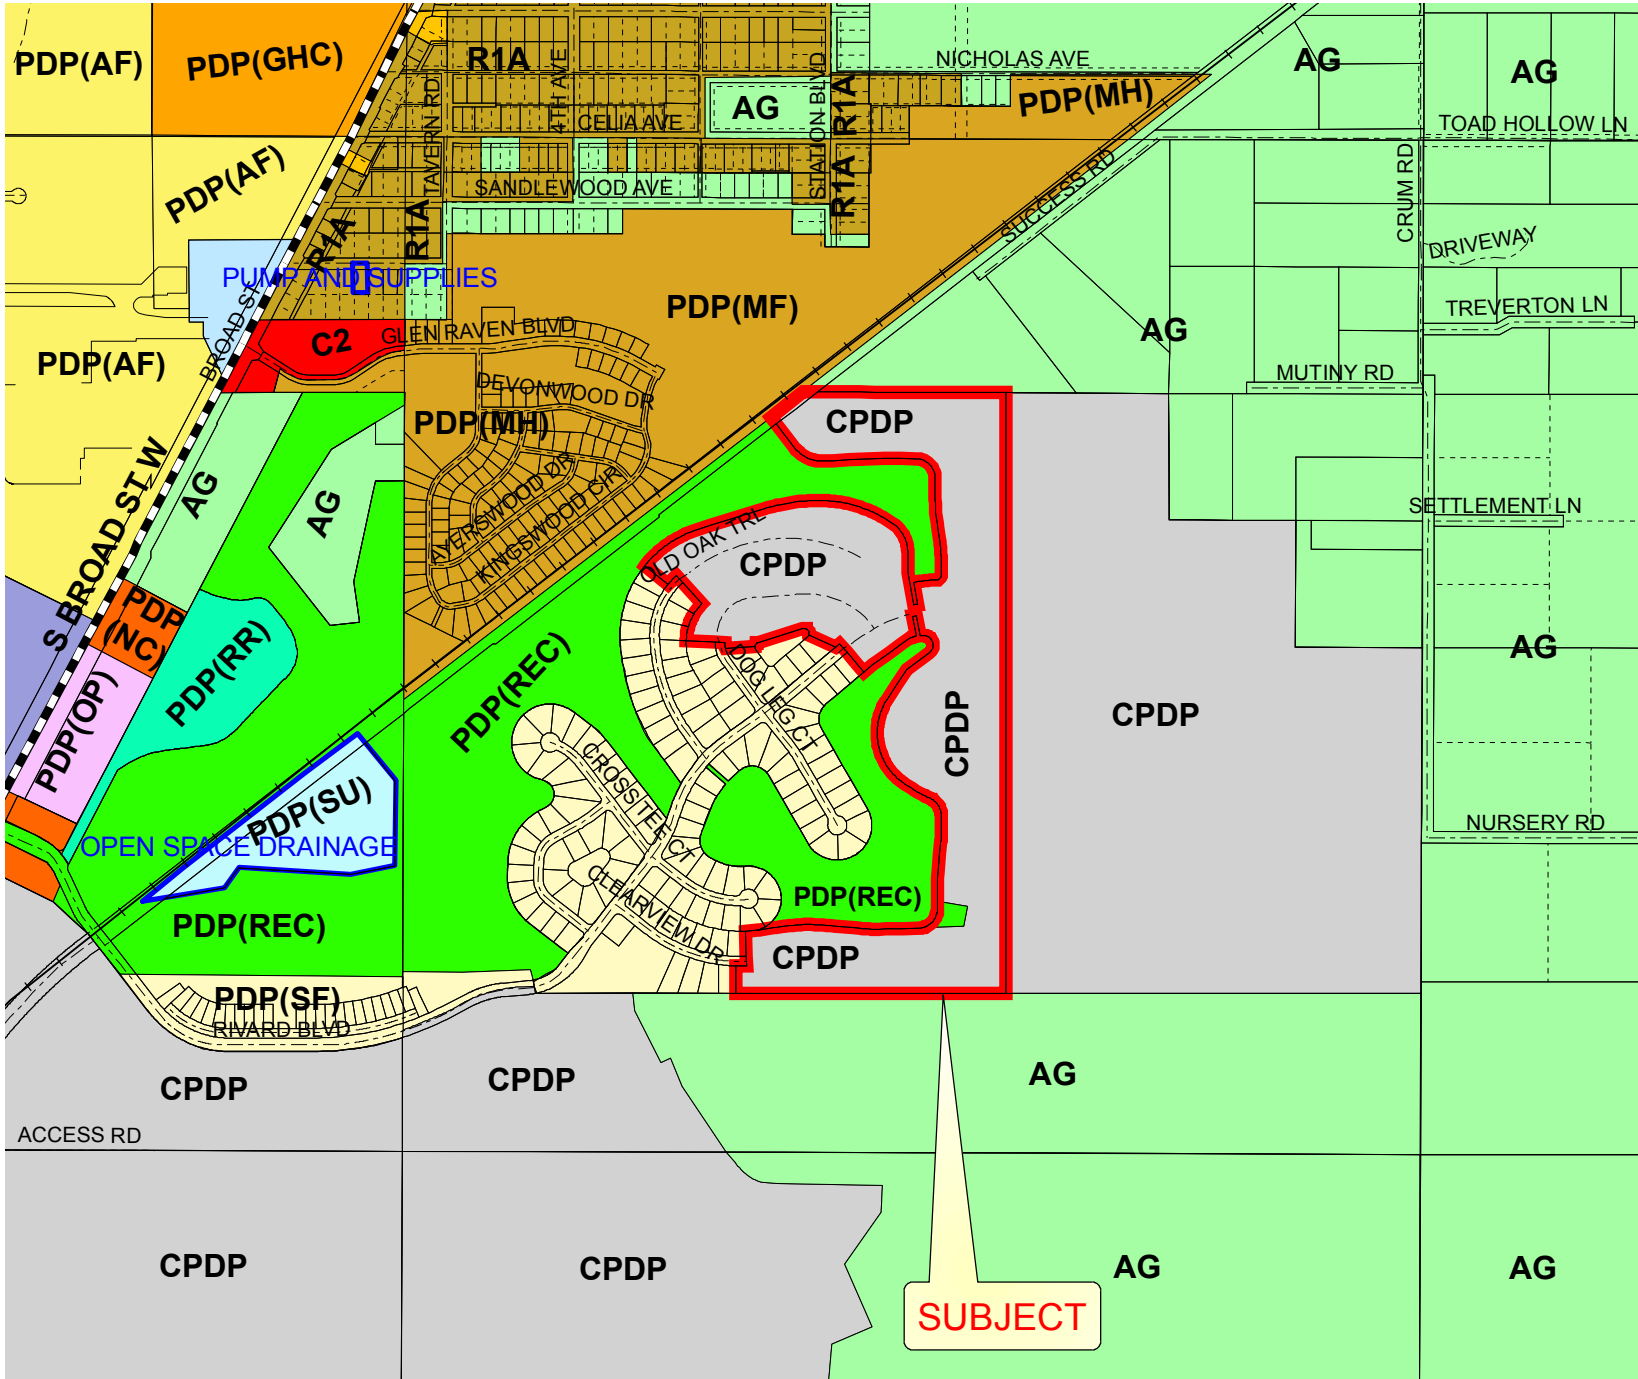 PDP(AF)
PDP(GHC)
R1A
4TH AVE
STATION BLVD
R1A
NICHOLAS AVE
AG
AG
PDP(MH)
AG
TAVERN RD
CELIA AVE
TOAD HOLLOW LN
PDP(AF)
R1A
SANDLEWOOD AVE
R1A
SUCCESS RD
CRUM RD
R1A
DRIVEWAY
PUMP AND SUPPLIES
BROAD ST
PDP(MF)
TREVERTON LN
AG
C2
GLEN RAVEN BLVD
PDP(AF)
MUTINY RD
DEVONWOOD DR
PDP(MH)
CPDP
AG
AG
AYERSWOOD DR
KINGSWOOD CIR
SETTLEMENT LN
S BROAD ST W
OLD OAK TRL
CPDP
PDP
(NC)
PDP(RR)
PDP(REC)
AG
DOG LEG CT
PDP(OP)
CPDP
CPDP
CROSS TEE CT
PDP(SU)
OPEN SPACE DRAINAGE
NURSERY RD
CLEARVIEW DR
PDP(REC)
PDP(REC)
CPDP
PDP(SF)
RIVARD BLVD
CPDP
CPDP
AG
ACCESS RD
CPDP
CPDP
AG
AG
SUBJECT